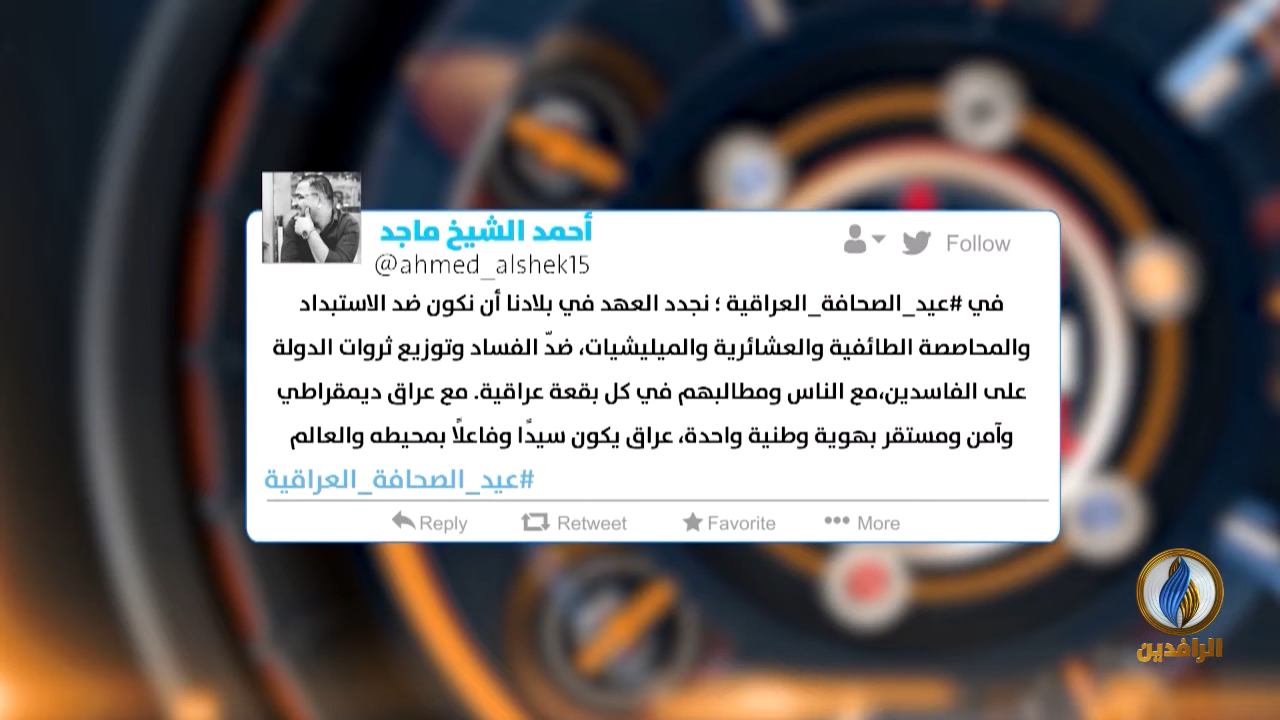 أحمد الشيخ ماجد
@ahmed_alshek15
Follow
في #عيد_الصحافة_العراقية ؛ نجدد العهد في بلادنا أن نكون ضد الاستبداد
والمحاصصة الطائفية والعشائرية والميليشيات، ضدّ الفساد وتوزيع ثروات الدولة
على الفاسدين،مع الناس ومطالبهم في كل بقعة عراقية. مع عراق ديمقراطي
وآمن ومستقر بهوية وطنية واحدة، عراق يكون سيدًا وفاعلًا بمحيطه والعالم
#عيد_الصحافة_العراقية
Reply Retweet Favorite More
الرافدين